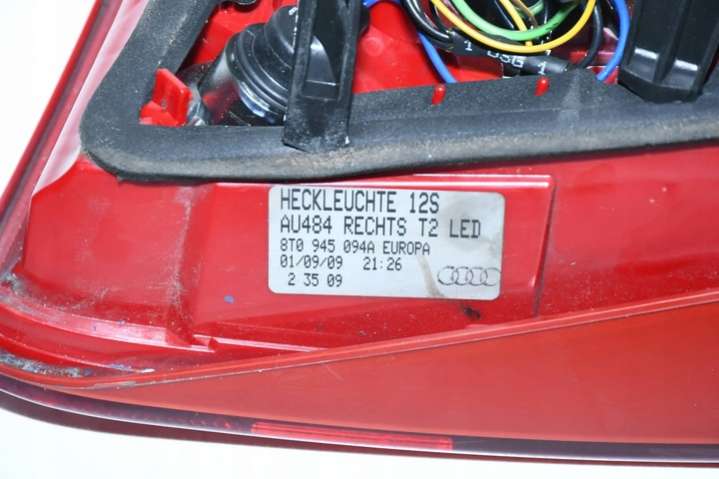 HECKLEUCHTE 12S
AU484 RECHTS T2 LED
8T0 945 094A EUROPA
01/09/09 21:26
2 35 09